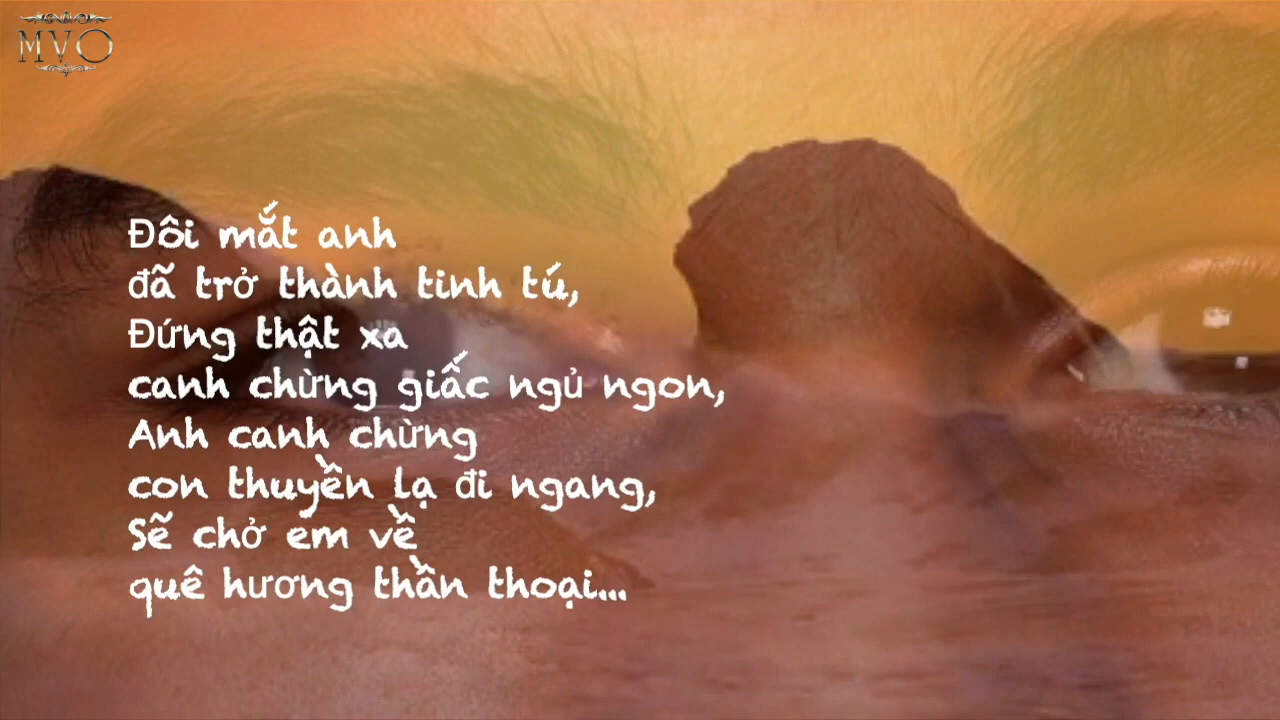 MVO
Đôi mắt anh
đã trở thành tinh tú,
Đứng thật xa
canh chừng giấc ngủ ngon,
Anh canh chừng
con thuyền lạ đi ngang,
Sẽ chở em về
quê hương thần thoại...